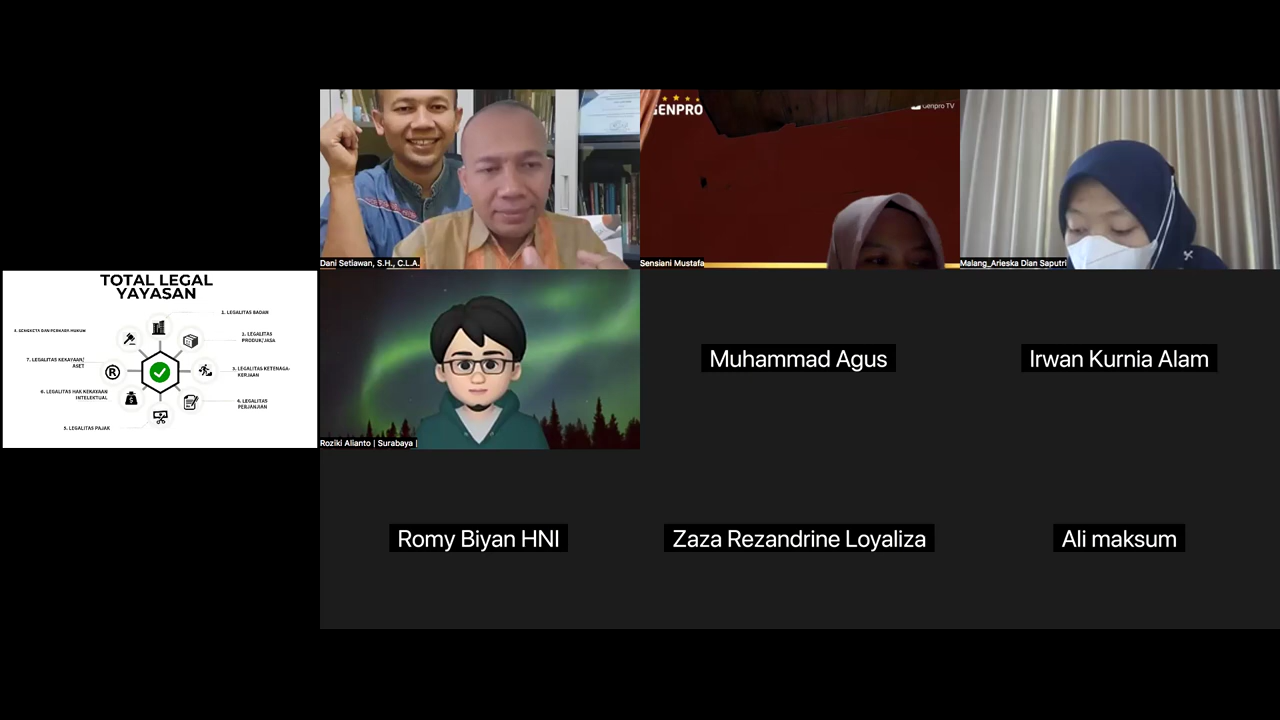 TOTAL LEGAL
YAYASAN
1. LEGALITAS BADAN
2. LEGALITAS
PRODUK/JASA
3. LEGALITAS KETENAGA-
KERJAAN
4. LEGALITAS
PERJANJIAN
5. LEGALITAS PAJAK
6. LEGALITAS HAK KEKAYAAN
INTELEKTUAL
7. LEGALITAS KEKAYAAN/
ASET
8. SENGKETA DAN PERKARA HUKUM
R
$
Dani Setiawan, S.H., C.L.A.
GENPRO
Genpro TV
Sensiani Mustafa
Malang_Arieska Dian Saputri
Roziki Alianto | Surabaya |
Muhammad Agus
Irwan Kurnia Alam
Romy Biyan HNI
Zaza Rezandrine Loyaliza
Ali maksum